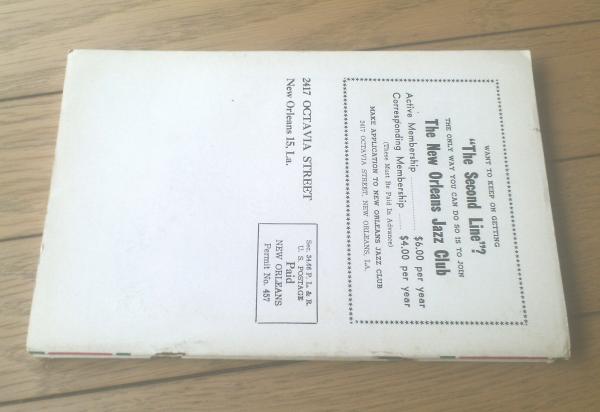 WANT TO KEEP ON GETTING
"The Second Line"?
THE ONLY WAY YOU CAN DO SO IS TO JOIN
The New Orleans Jazz Club
Active Membership .......... $6.00 per year
Corresponding Membership ..... $4.00 per year
(These Must Be Paid In Advance)
MAKE APPLICATION TO NEW ORLEANS JAZZ CLUB
2417 OCTAVIA STREET, NEW ORLEANS, LA.
2417 OCTAVIA STREET
New Orleans 15, La.
Sec. 34.66 P. L. & R.
U. S. POSTAGE
Paid
NEW ORLEANS
Permit No. 457